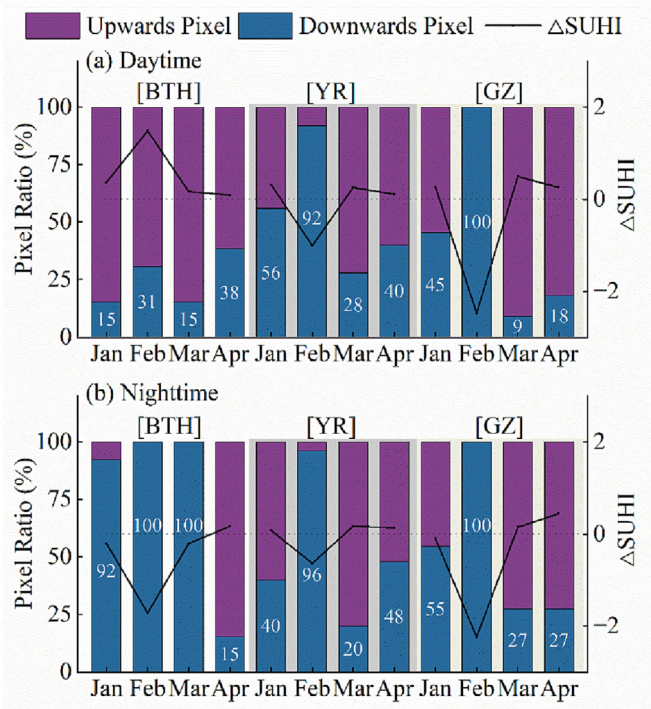 Upwards Pixel Downwards Pixel △SUHI
(a) Daytime
[BTH] [YR] [GZ]
Pixel Ratio (%)
100
75
50
25
0
15 31 15 38 56 92 28 40 45 100 9 18
2
0
−2
△SUHI
Jan Feb Mar Apr Jan Feb Mar Apr Jan Feb Mar Apr
(b) Nighttime
[BTH] [YR] [GZ]
Pixel Ratio (%)
100
75
50
25
0
92 100 100 15 40 96 20 48 55 100 27 27
2
0
−2
△SUHI
Jan Feb Mar Apr Jan Feb Mar Apr Jan Feb Mar Apr